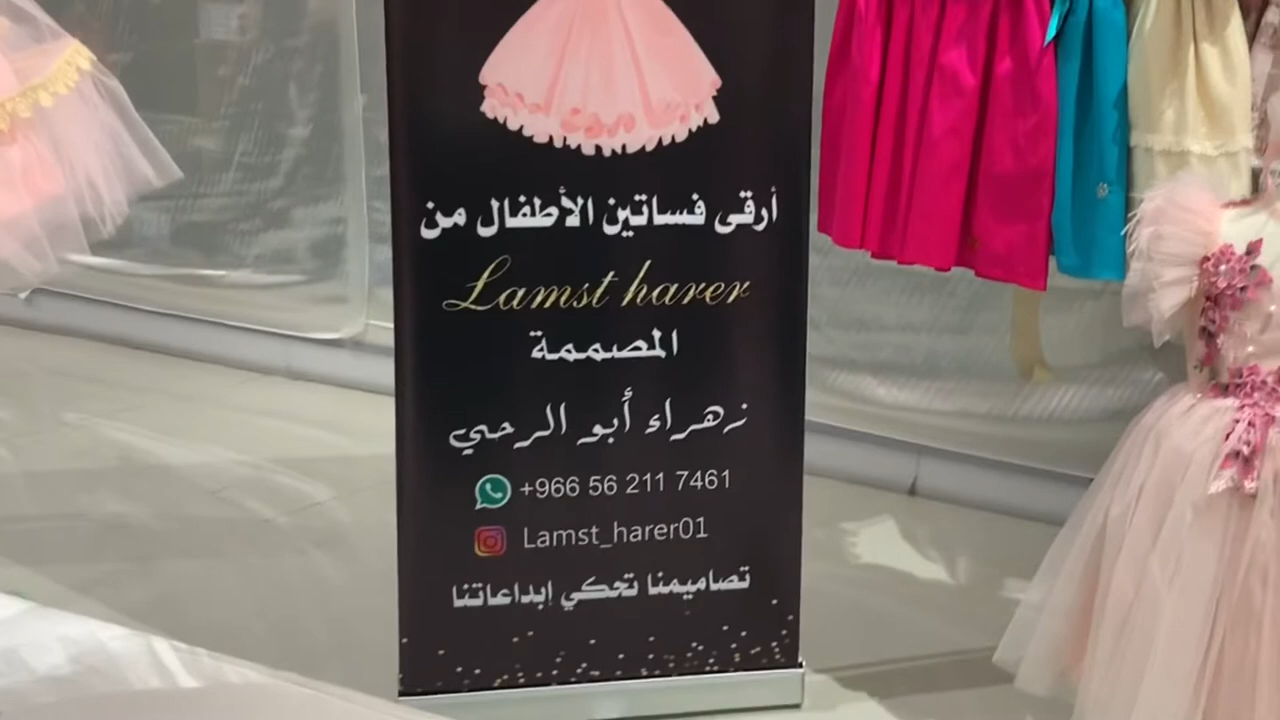 أرقى فساتين الأطفال من
Lamst harer
المصممة
زهراء أبو الرحي
+966 56 211 7461
Lamst_harer01
تصاميمنا تحكي إبداعاتنا